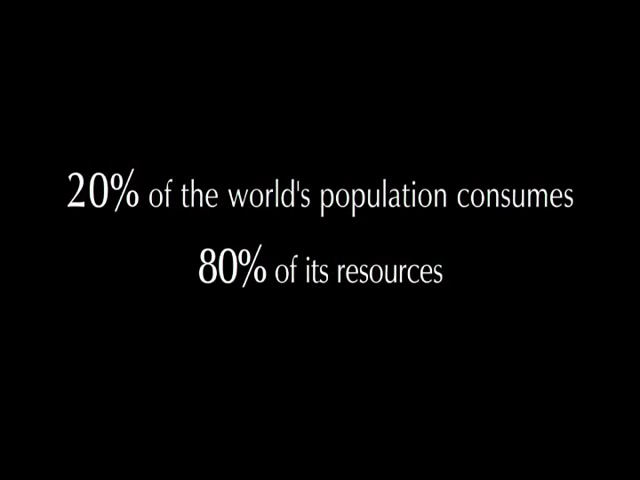 20% of the world's population consumes
80% of its resources